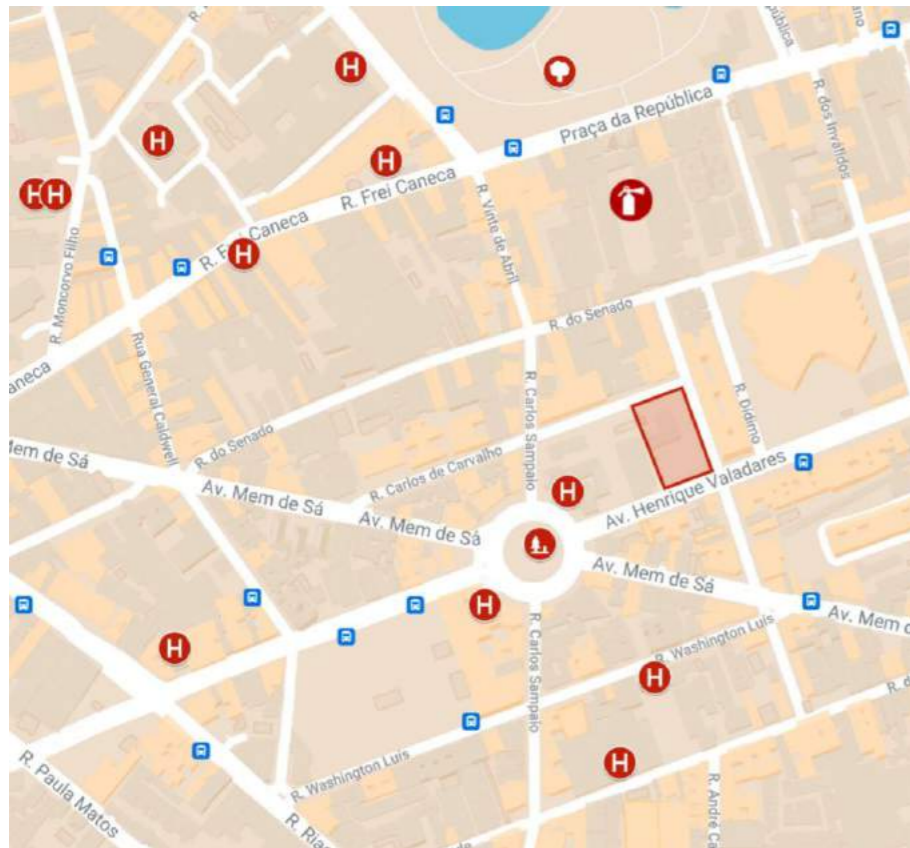 República
dos Inválidos
Praça da República
R. Frei Caneca
R. Vinte de Abril
R. Frei Caneca
R. Moncorvo Filho
R. do Senado
Rua General Caldwell
R. Carlos Sampaio
R. Dídimo
R. do Senado
R. Carlos de Carvalho
Mem de Sá
Av. Mem de Sá
Av. Mem de Sá
Av. Henrique Valadares
Av. Mem de Sá
Av. Mem de Sá
R. Carlos Sampaio
R. Washington Luís
R. Washington Luís
R. Paula Matos
R. André Ca
H
H
H
H
H
H
H
H
H
H
H